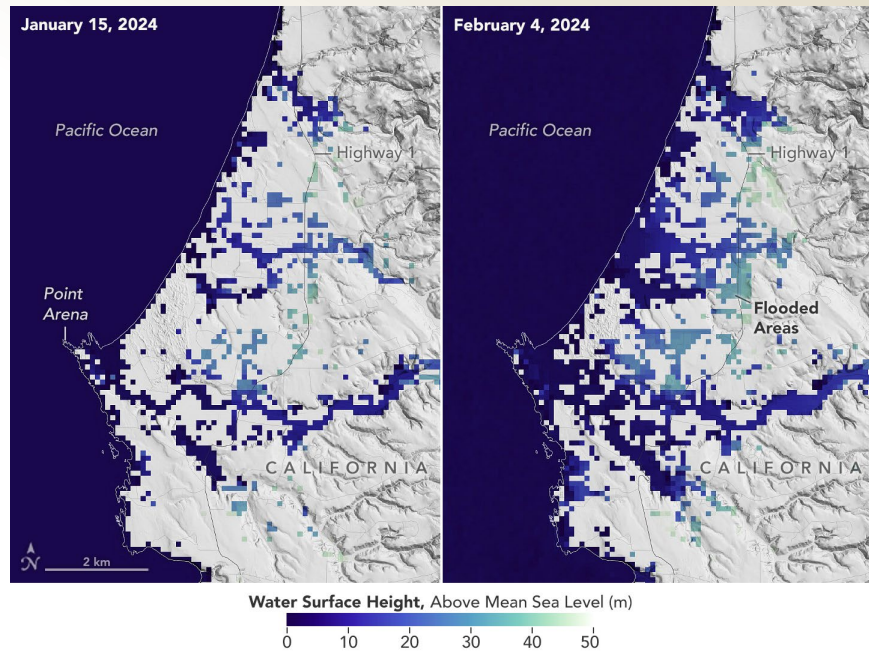 January 15, 2024
Pacific Ocean
Highway 1
Point
Arena
CALIFORNIA
N
2 km
February 4, 2024
Pacific Ocean
Highway 1
Flooded
Areas
CALIFORNIA
Water Surface Height, Above Mean Sea Level (m)
0 10 20 30 40 50